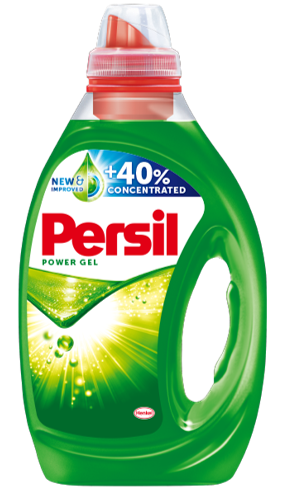 NEW &
IMPROVED
+40%
CONCENTRATED
Persil
POWER GEL
Henkel